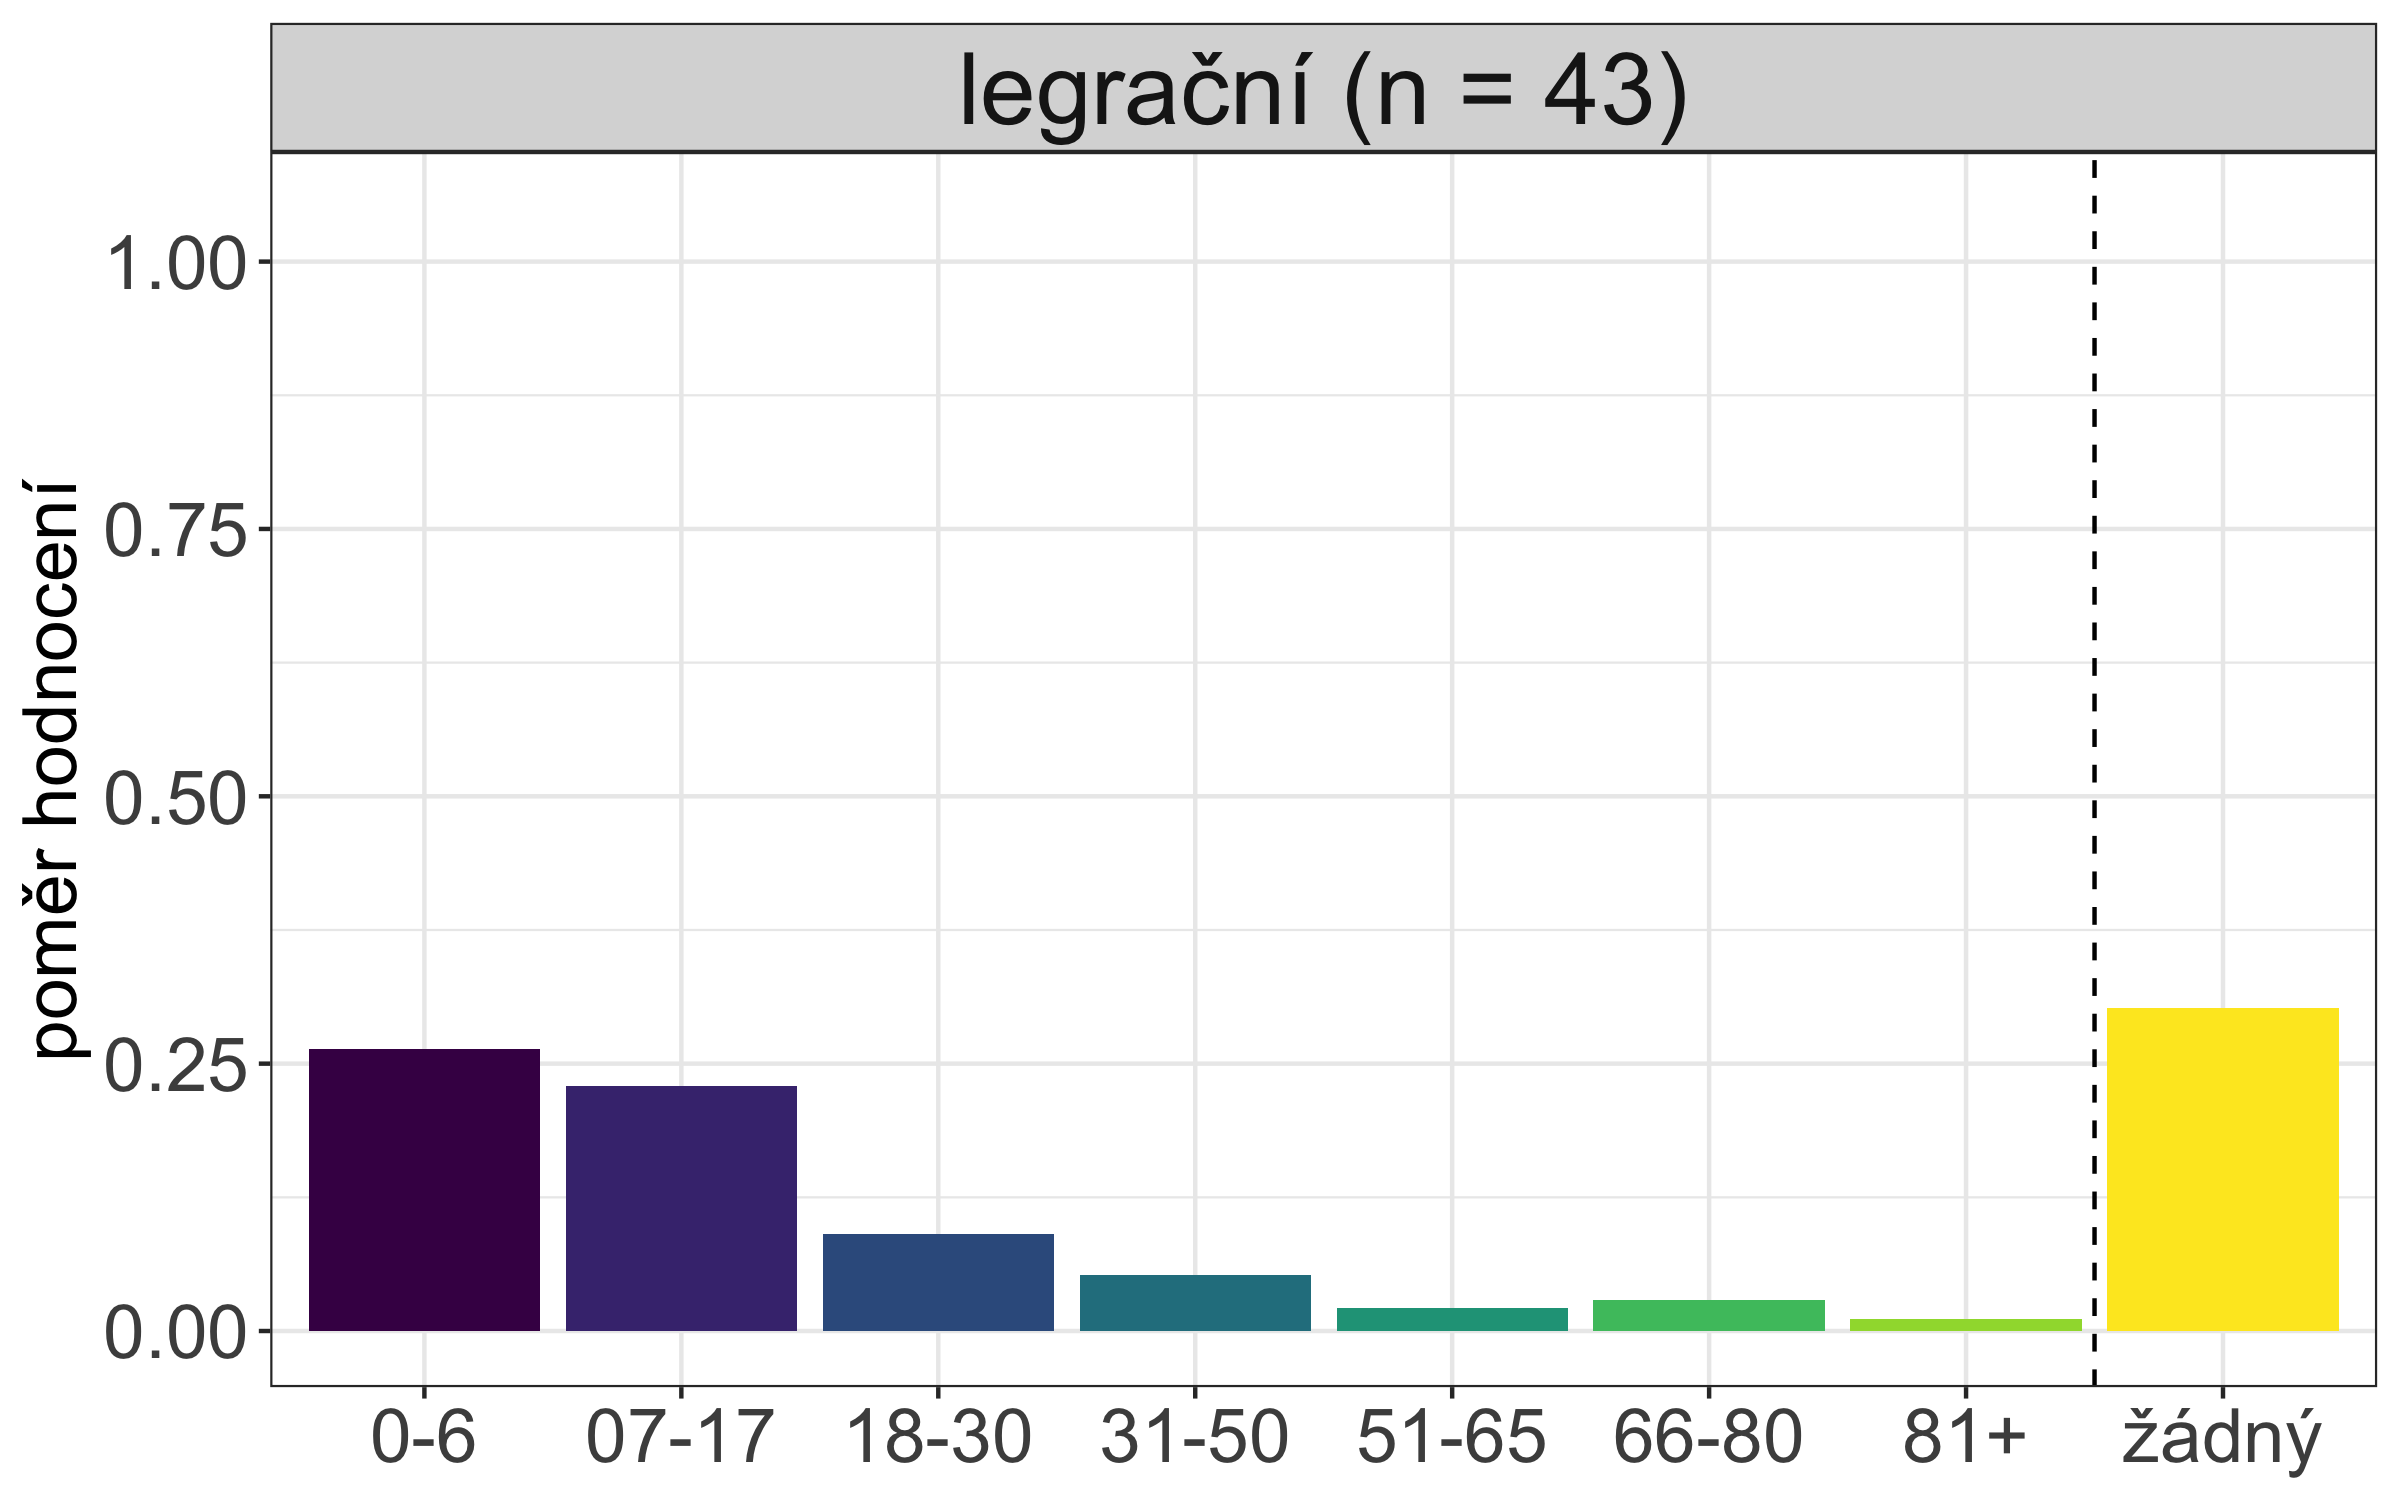 legrační (n = 43)
poměr hodnocení
1.00
0.75
0.50
0.25
0.00
0-6 07-17 18-30 31-50 51-65 66-80 81+ žádný